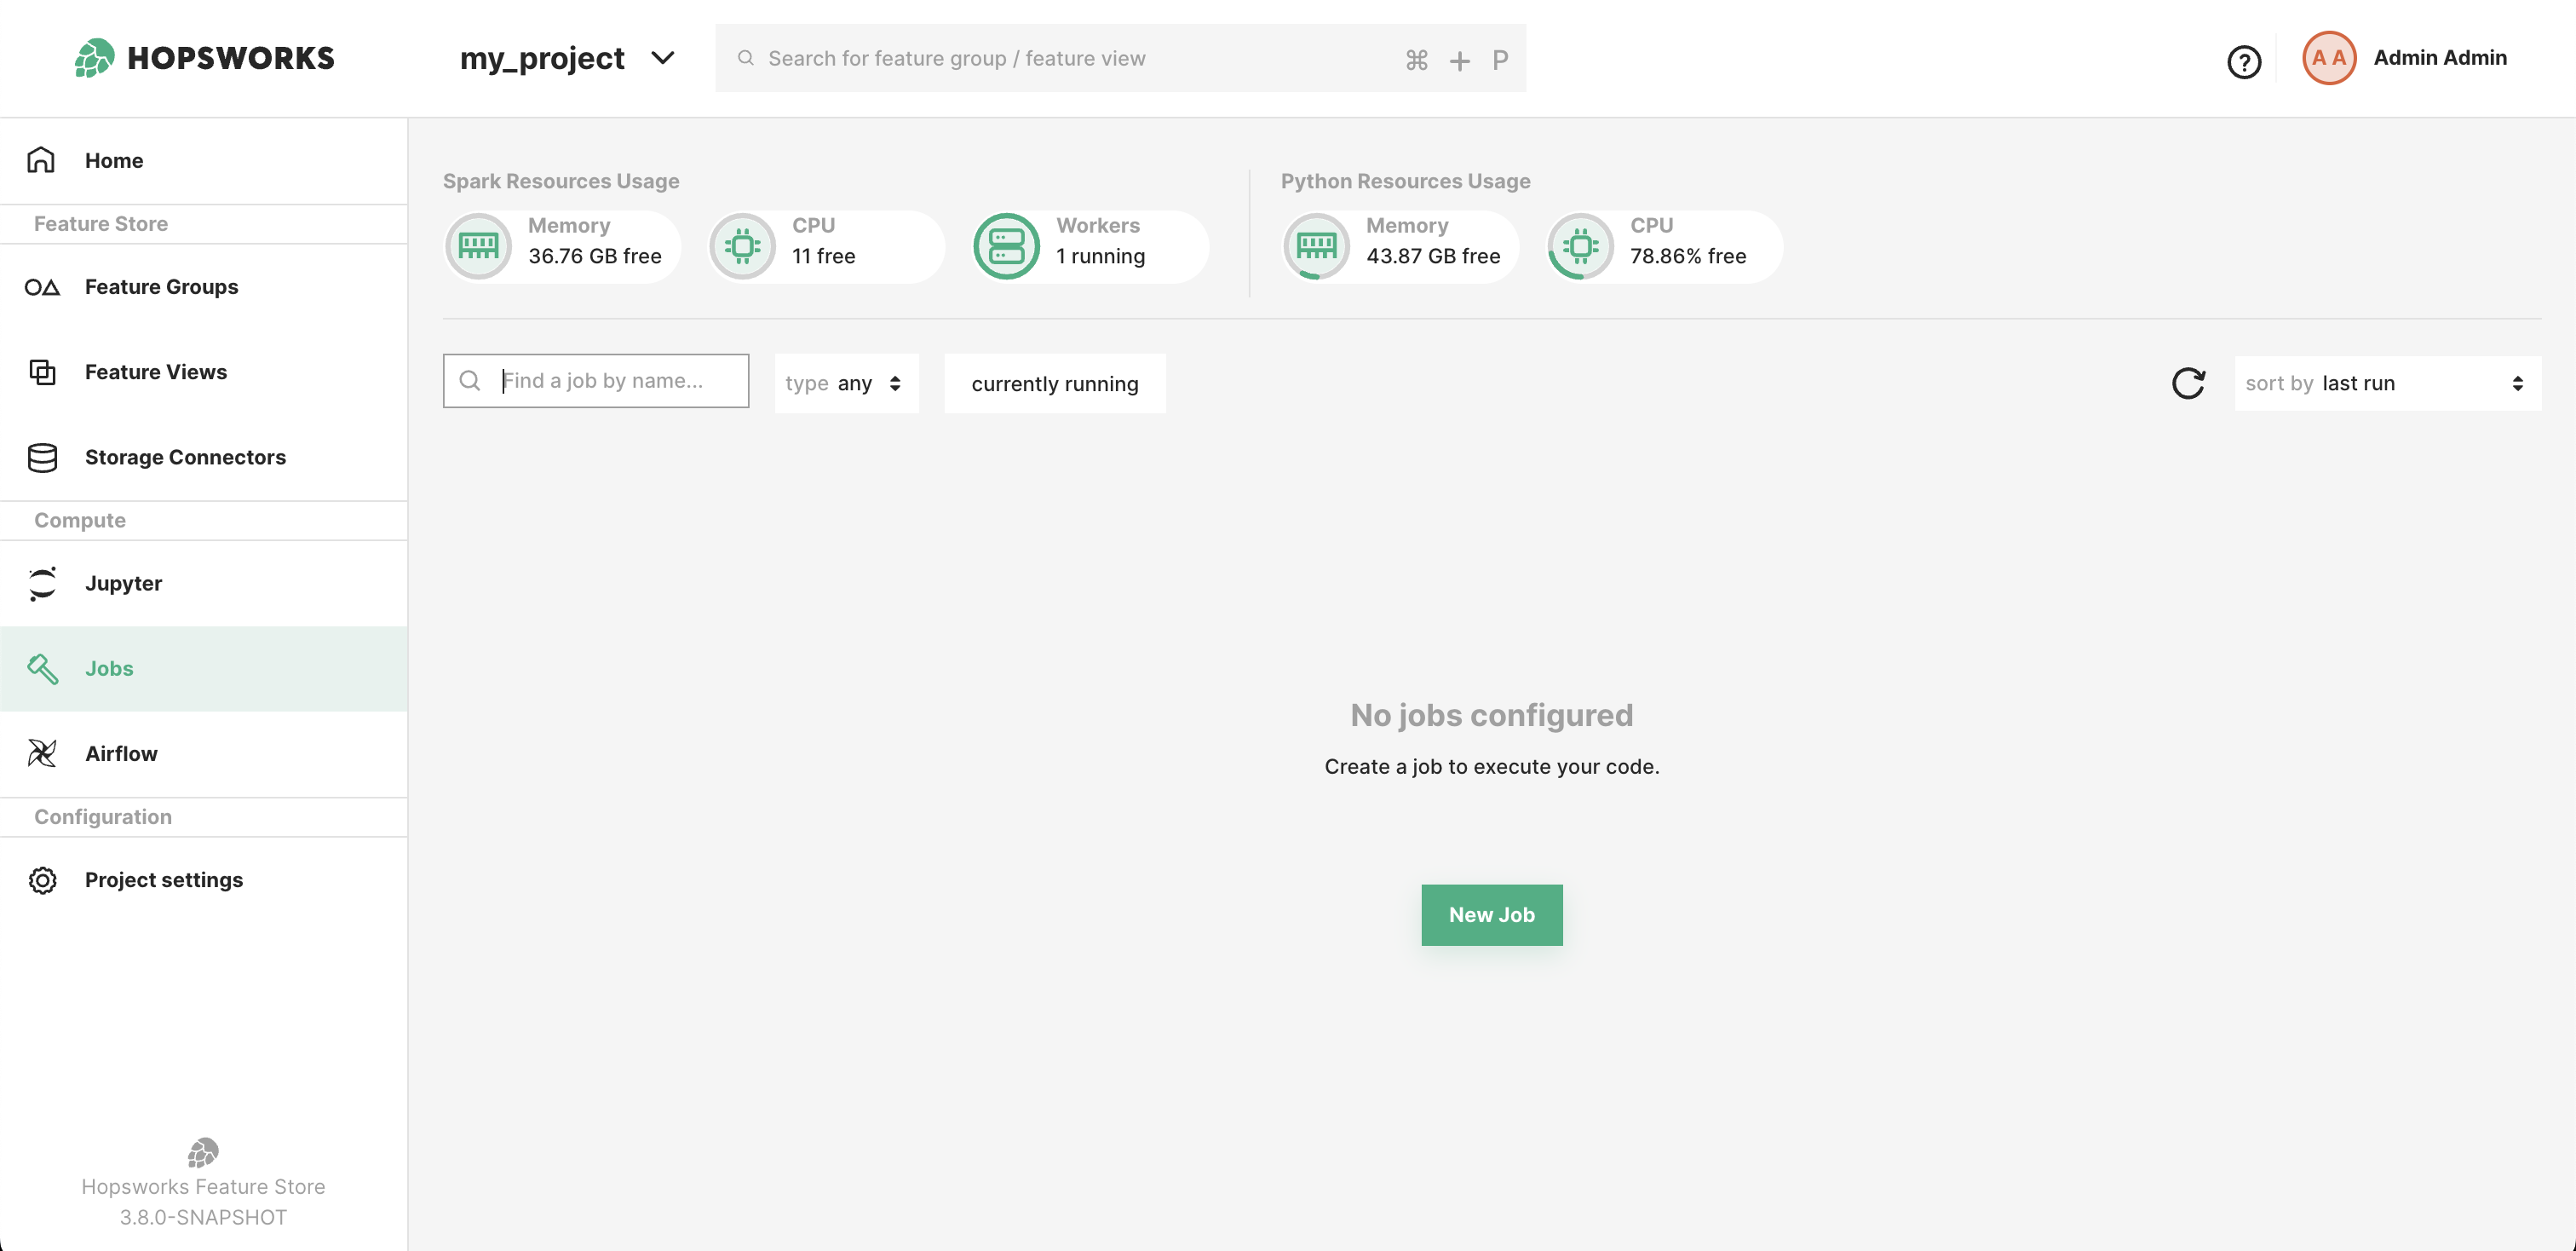 HOPSWORKS
my_project
Search for feature group / feature view
⌘ + P
?
A A
Admin Admin
Home
Feature Store
Feature Groups
Feature Views
Storage Connectors
Compute
Jupyter
Jobs
Airflow
Configuration
Project settings
Hopsworks Feature Store
3.8.0-SNAPSHOT
Spark Resources Usage
Memory
36.76 GB free
CPU
11 free
Workers
1 running
Python Resources Usage
Memory
43.87 GB free
CPU
78.86% free
Find a job by name...
type any
currently running
sort by last run
No jobs configured
Create a job to execute your code.
New Job